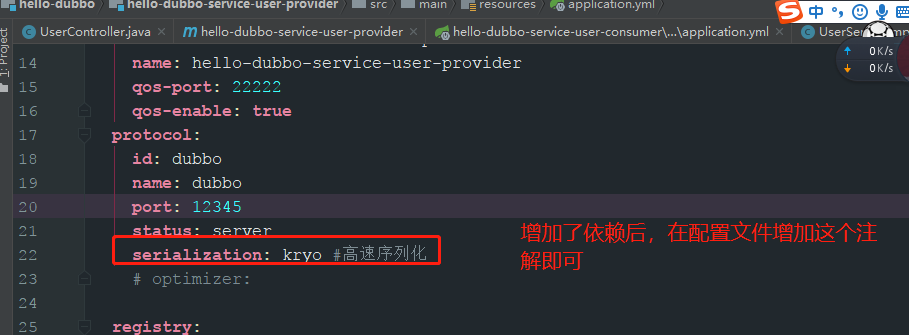 hello-dubbo hello-dubbo-service-user-provider src main resources application.yml
中
UserController.java hello-dubbo-service-user-provider hello-dubbo-service-user-consumer\...\application.yml
0K/s
0K/s
1: Project
14 name: hello-dubbo-service-user-provider
15 qos-port: 22222
16 qos-enable: true
17 protocol:
18 id: dubbo
19 name: dubbo
20 port: 12345
21 status: server
22 serialization: kryo #高速序列化
23 # optimizer:
24
25 registry:
增加了依赖后,在配置文件增加这个注
解即可